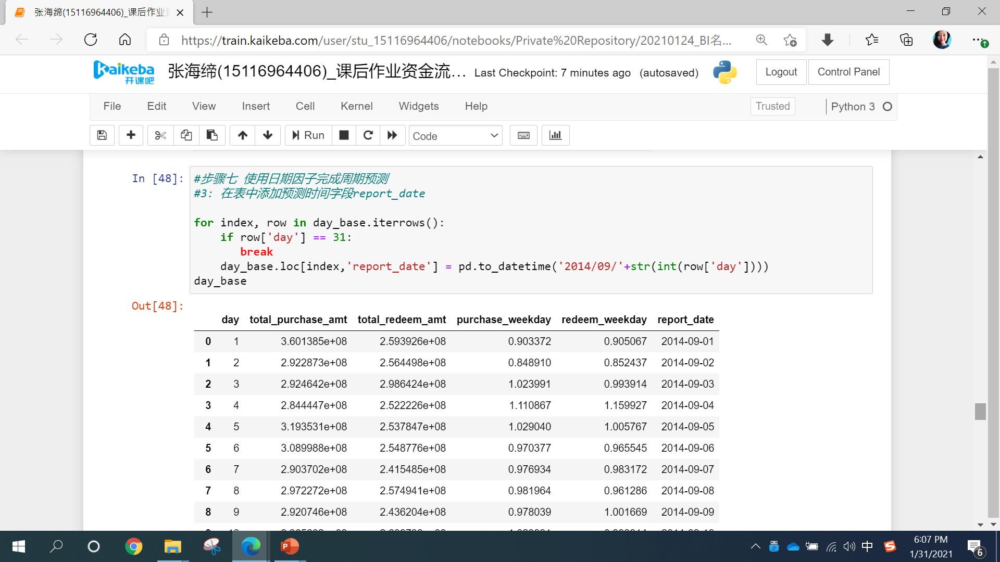 张海缔(15116964406)_课后作业
https://train.kaikeba.com/user/stu_15116964406/notebooks/Private%20Repository/20210124_BI名...
Kaikeba 开课吧 张海缔(15116964406)_课后作业资金流... Last Checkpoint: 7 minutes ago (autosaved) Logout Control Panel
File Edit View Insert Cell Kernel Widgets Help Trusted Python 3
Run Code
In [48]: #步骤七 使用日期因子完成周期预测
#3: 在表中添加预测时间字段report_date
for index, row in day_base.iterrows():
    if row['day'] == 31:
       break
    day_base.loc[index,'report_date'] = pd.to_datetime('2014/09/'+str(int(row['day'])))
day_base
Out[48]:
day total_purchase_amt total_redeem_amt purchase_weekday redeem_weekday report_date
0 1 3.601385e+08 2.593926e+08 0.903372 0.905067 2014-09-01
1 2 2.922873e+08 2.564498e+08 0.848910 0.852437 2014-09-02
2 3 2.924642e+08 2.986424e+08 1.023991 0.993914 2014-09-03
3 4 2.844447e+08 2.522226e+08 1.110867 1.159927 2014-09-04
4 5 3.193531e+08 2.537847e+08 1.029040 1.005767 2014-09-05
5 6 3.089988e+08 2.548776e+08 0.970377 0.965545 2014-09-06
6 7 2.903702e+08 2.415485e+08 0.976934 0.983172 2014-09-07
7 8 2.972272e+08 2.574941e+08 0.981964 0.961286 2014-09-08
8 9 2.920746e+08 2.436204e+08 0.978039 1.001669 2014-09-09
中 6:07 PM
1/31/2021 6